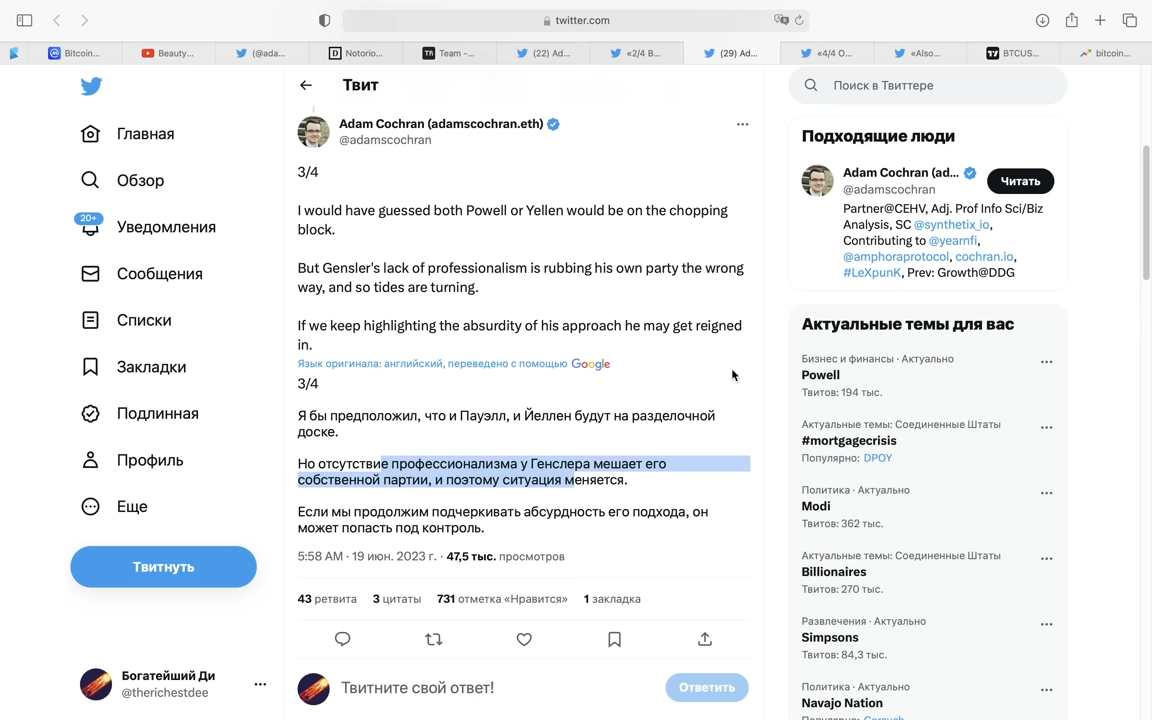 twitter.com
Bitcoin...
Beauty...
(@ada...
Notorio...
Team -...
(22) Ad...
«2/4 B...
(29) Ad...
«4/4 O...
«Also...
BTCUS...
bitcoin...
Главная
Обзор
20+
Уведомления
Сообщения
Списки
Закладки
Подлинная
Профиль
Еще
Твитнуть
Богатейший Ди
@therichestdee
Твит
Adam Cochran (adamscochran.eth)
@adamscochran
3/4
I would have guessed both Powell or Yellen would be on the chopping
block.
But Gensler's lack of professionalism is rubbing his own party the wrong
way, and so tides are turning.
If we keep highlighting the absurdity of his approach he may get reigned
in.
Язык оригинала: английский, переведено с помощью Google
3/4
Я бы предположил, что и Пауэлл, и Йеллен будут на разделочной
доске.
Но отсутствие профессионализма у Генслера мешает его
собственной партии, и поэтому ситуация меняется.
Если мы продолжим подчеркивать абсурдность его подхода, он
может попасть под контроль.
5:58 AM · 19 июн. 2023 г. · 47,5 тыс. просмотров
43 ретвита 3 цитаты 731 отметка «Нравится» 1 закладка
Твитните свой ответ!
Ответить
Поиск в Твиттере
Подходящие люди
Adam Cochran (ad...
@adamscochran
Читать
Partner@CEHV, Adj. Prof Info Sci/Biz
Analysis, SC @synthetix_io,
Contributing to @yearnfi,
@amphoraprotocol, cochran.io,
#LeXpunK, Prev: Growth@DDG
Актуальные темы для вас
Бизнес и финансы · Актуально
Powell
Твитов: 194 тыс.
Актуальные темы: Соединенные Штаты
#mortgagecrisis
Популярно: DPOY
Политика · Актуально
Modi
Твитов: 362 тыс.
Актуальные темы: Соединенные Штаты
Billionaires
Твитов: 270 тыс.
Развлечения · Актуально
Simpsons
Твитов: 84,3 тыс.
Политика · Актуально
Navajo Nation
Популярно: Gorsuch